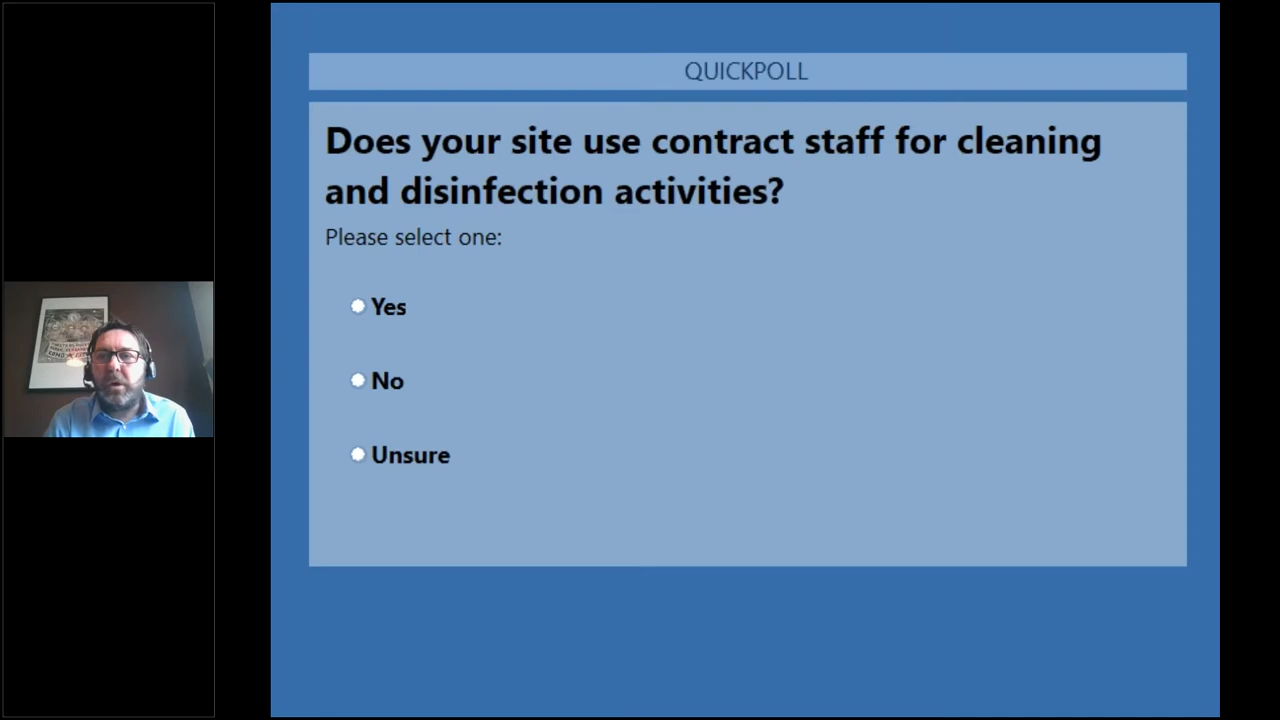 QUICKPOLL
Does your site use contract staff for cleaning
and disinfection activities?
Please select one:
Yes
No
Unsure